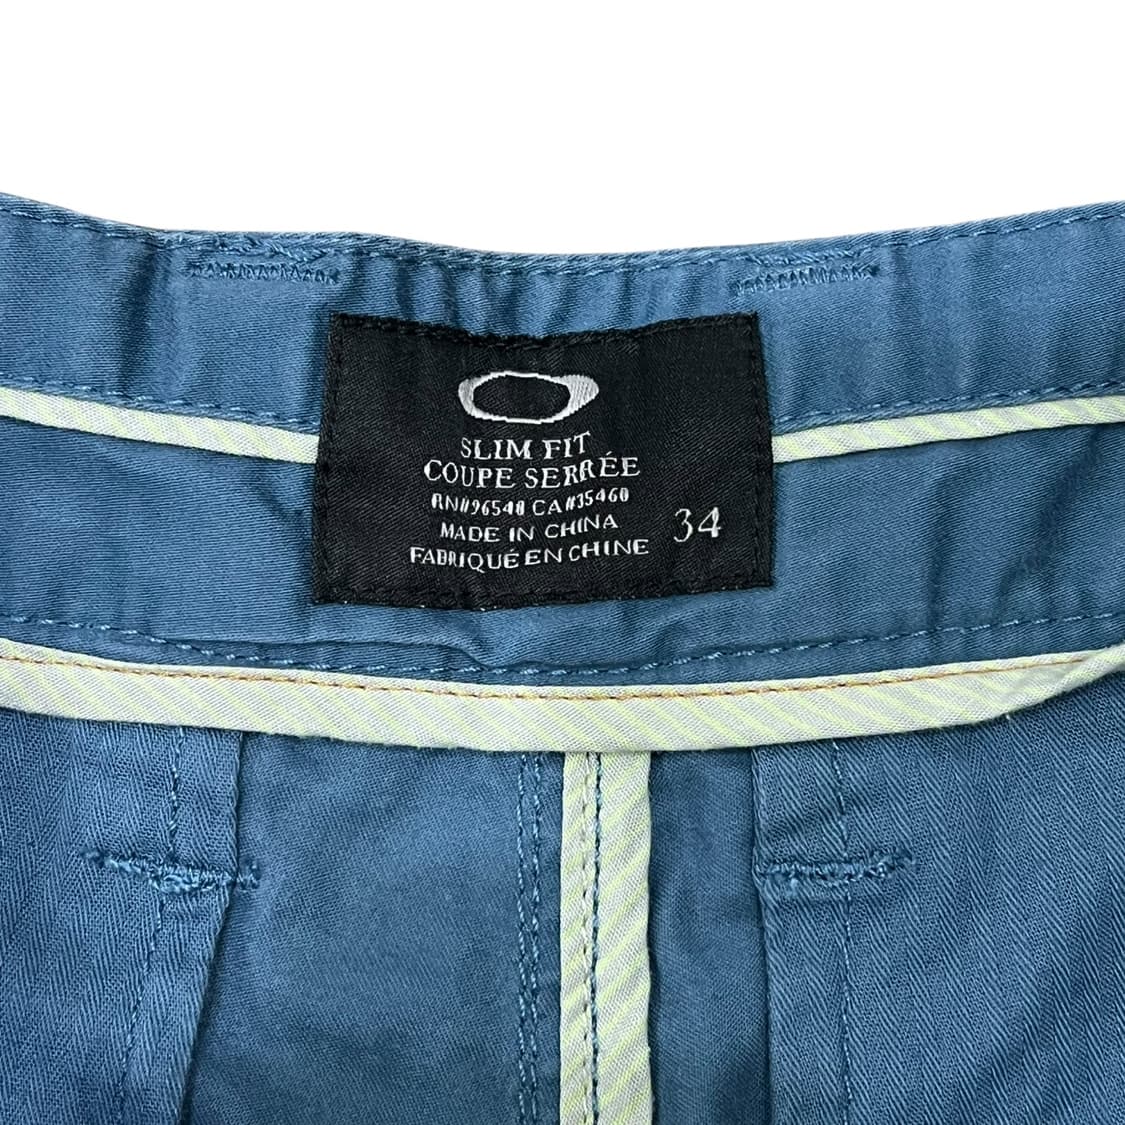 SLIM FIT
COUPE SERRÉE
RN#96548 CA#35460
MADE IN CHINA
FABRIQUÉ EN CHINE
34